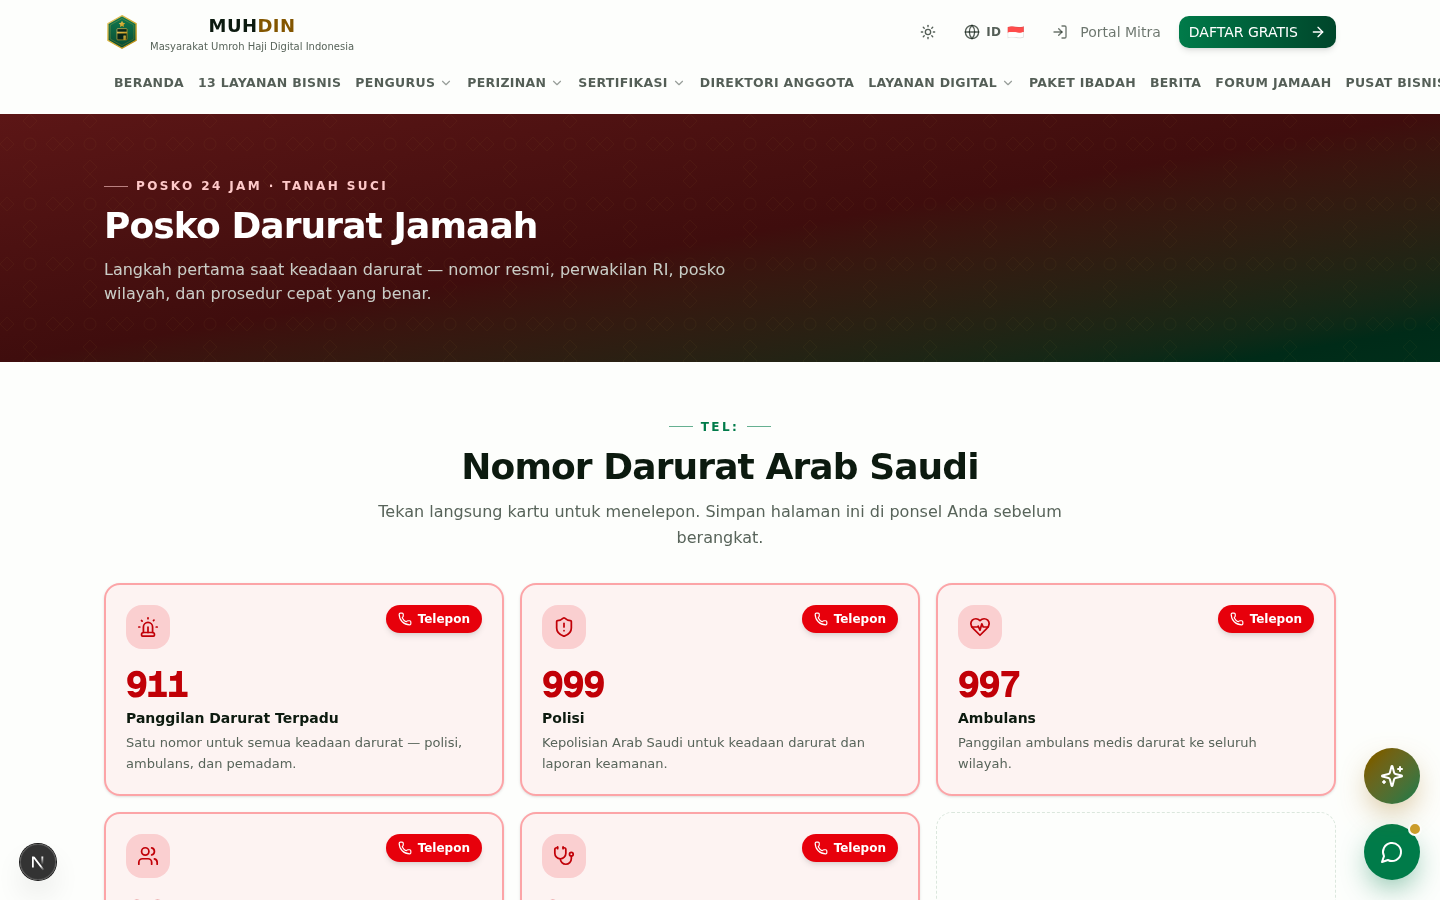 MUHDIN
Masyarakat Umroh Haji Digital Indonesia
ID
Portal Mitra
DAFTAR GRATIS
BERANDA
13 LAYANAN BISNIS
PENGURUS
PERIZINAN
SERTIFIKASI
DIREKTORI ANGGOTA
LAYANAN DIGITAL
PAKET IBADAH
BERITA
FORUM JAMAAH
PUSAT BISNIS
POSKO 24 JAM · TANAH SUCI
Posko Darurat Jamaah
Langkah pertama saat keadaan darurat — nomor resmi, perwakilan RI, posko
wilayah, dan prosedur cepat yang benar.
TEL:
Nomor Darurat Arab Saudi
Tekan langsung kartu untuk menelepon. Simpan halaman ini di ponsel Anda sebelum
berangkat.
Telepon
911
Panggilan Darurat Terpadu
Satu nomor untuk semua keadaan darurat — polisi,
ambulans, dan pemadam.
Telepon
999
Polisi
Kepolisian Arab Saudi untuk keadaan darurat dan
laporan keamanan.
Telepon
997
Ambulans
Panggilan ambulans medis darurat ke seluruh
wilayah.
Telepon
Telepon
N